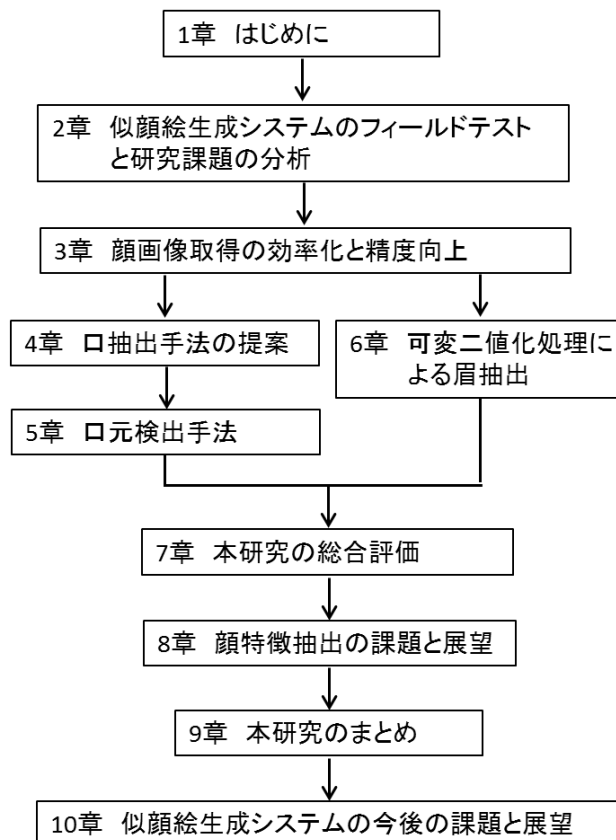 1章 はじめに
2章 似顔絵生成システムのフィールドテスト
と研究課題の分析
3章 顔画像取得の効率化と精度向上
4章 口抽出手法の提案
6章 可変二値化処理に
よる眉抽出
5章 口元検出手法
7章 本研究の総合評価
8章 顔特徴抽出の課題と展望
9章 本研究のまとめ
10章 似顔絵生成システムの今後の課題と展望